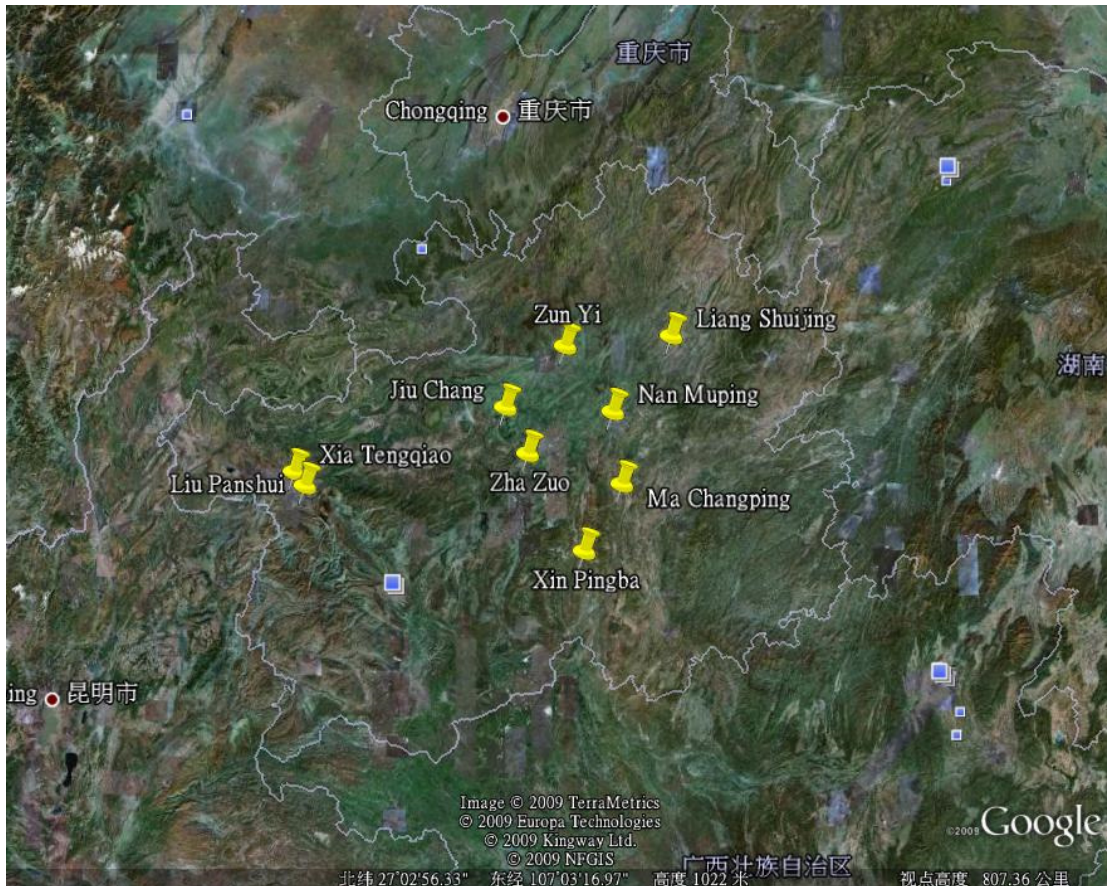 重庆市
Chongqing 重庆市
Zun Yi
Liang Shuijing
湖南
Jiu Chang
Nan Muping
Xia Tengqiao
Liu Panshui
Zha Zuo
Ma Changping
Xin Pingba
ing 昆明市
Image © 2009 TerraMetrics
© 2009 Europa Technologies
© 2009 Kingway Ltd.
© 2009 NFGIS
©2009 Google
广西壮族自治区
北纬 27°02'56.33" 东经 107°03'16.97" 高度 1022 米 视点高度 807.36 公里